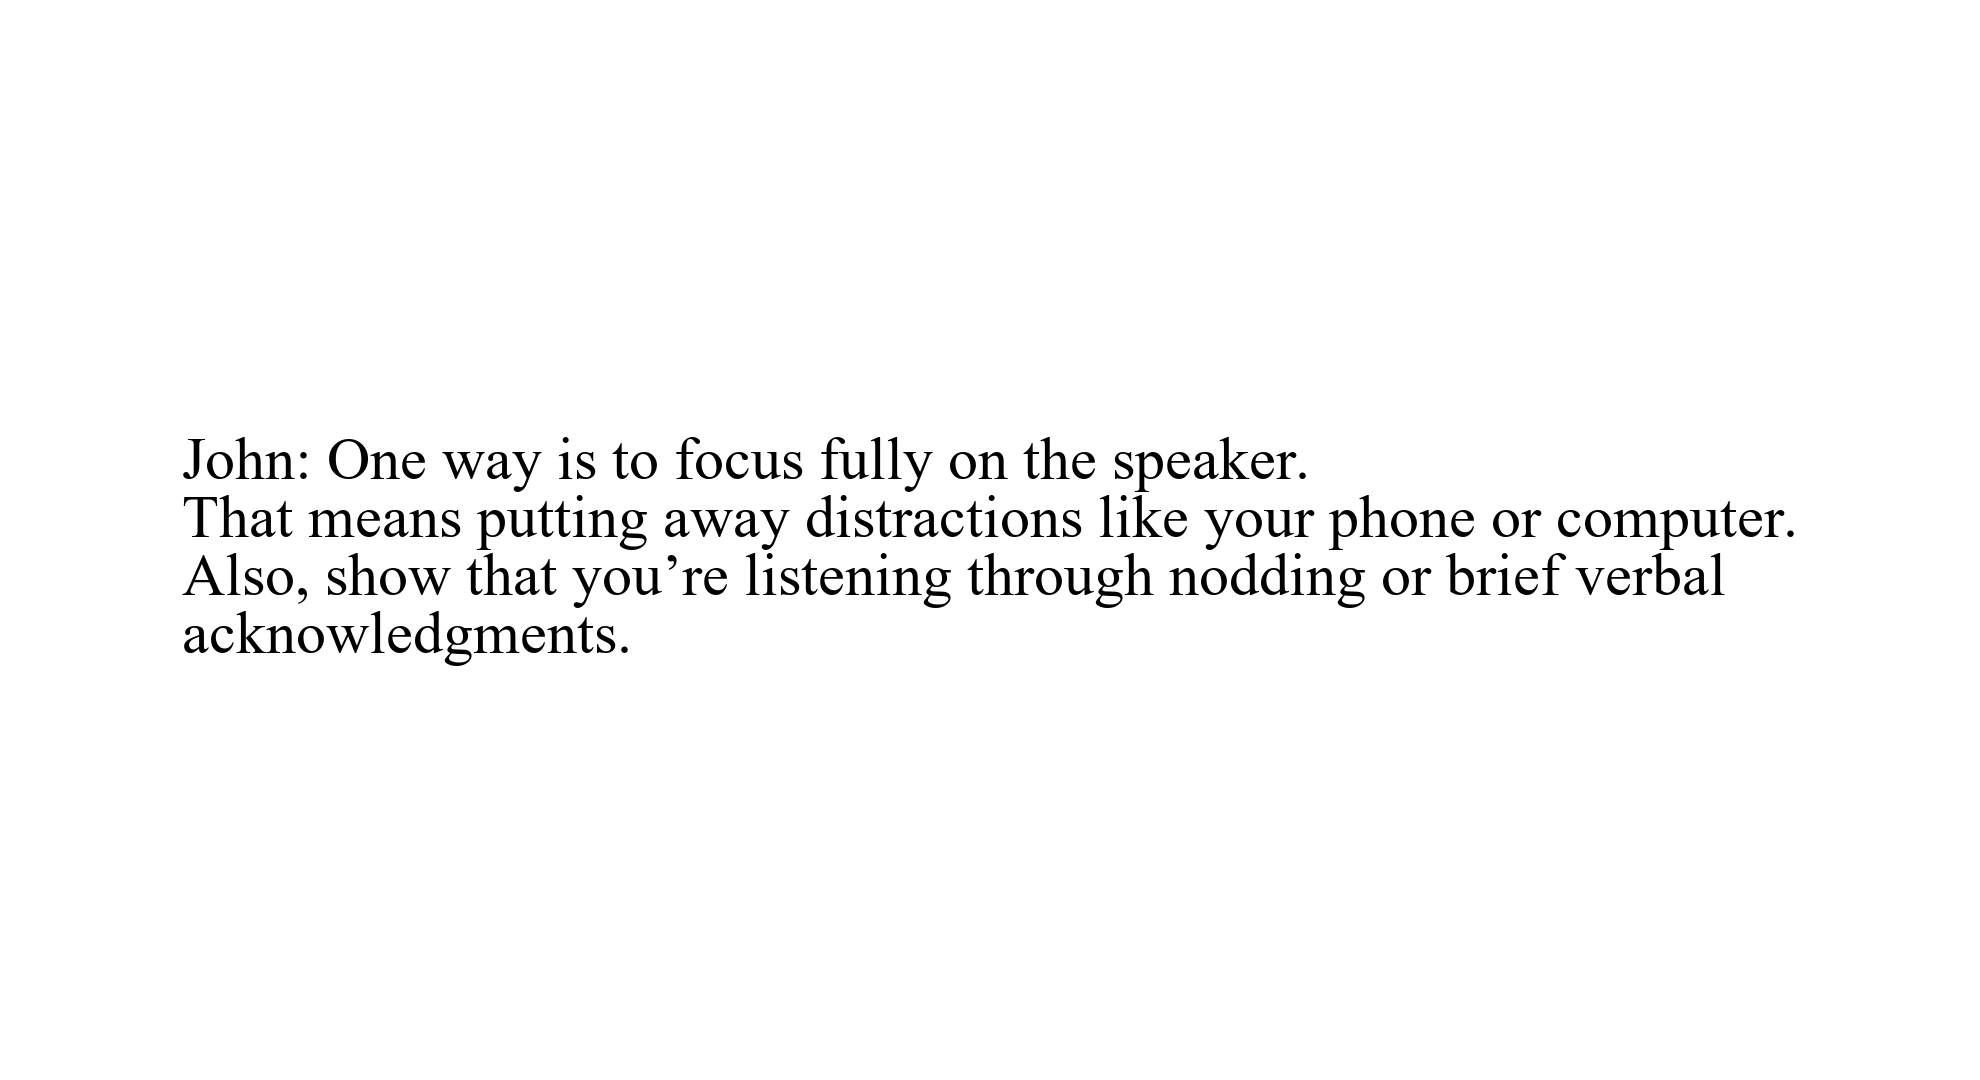 John: One way is to focus fully on the speaker.
That means putting away distractions like your phone or computer.
Also, show that you’re listening through nodding or brief verbal
acknowledgments.